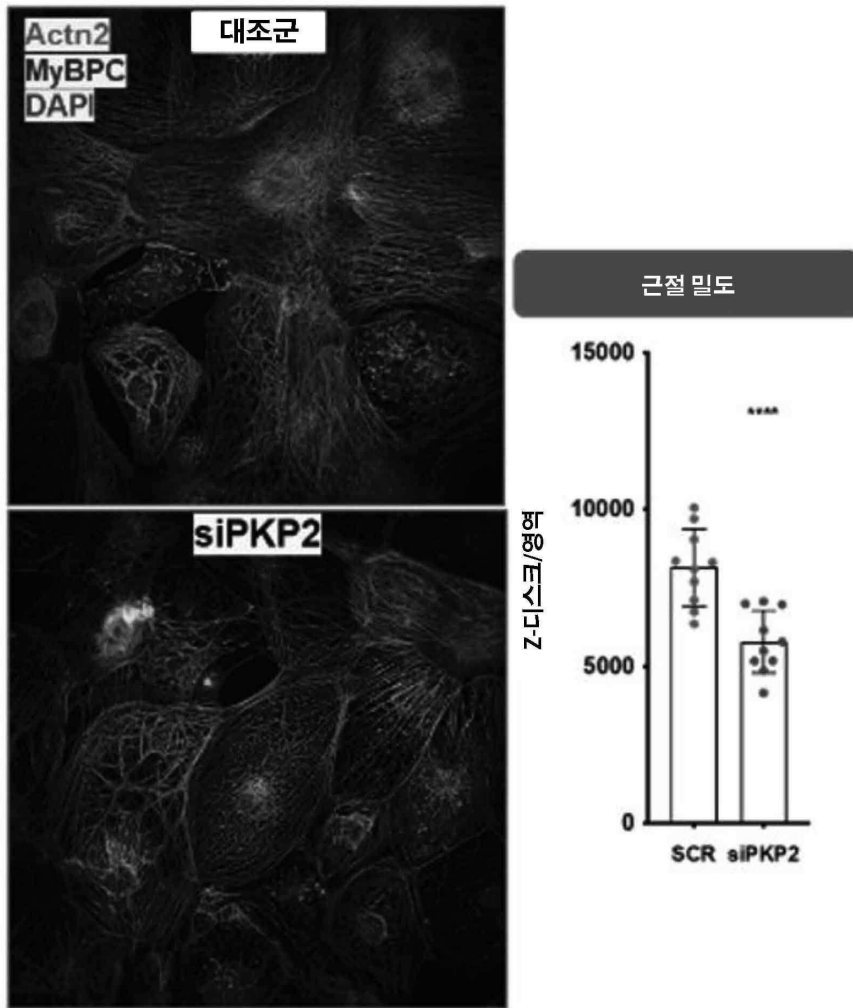 Actn2
MyBPC
DAPI
대조군
siPKP2
근절 밀도
Z-디스크/영역
15000
10000
5000
0
****
SCR siPKP2